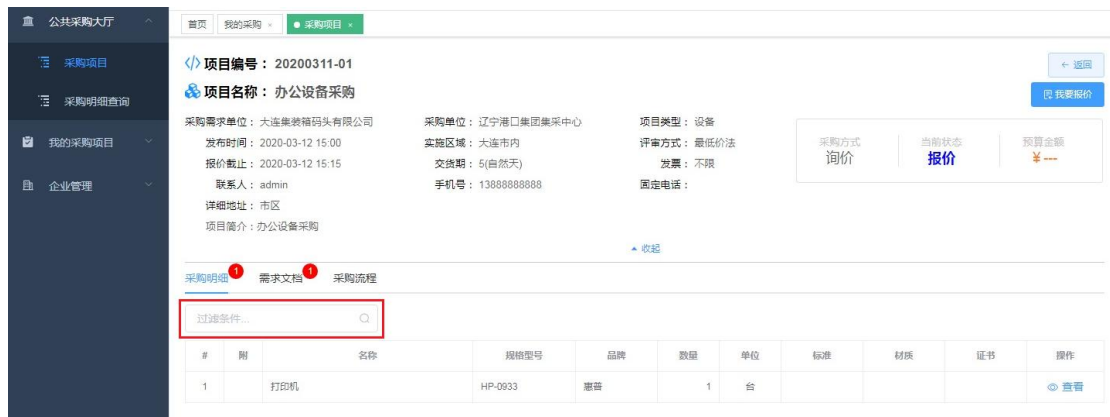 公共采购大厅
首页 我的采购 × 采购项目 ×
采购项目
采购明细查询
我的采购项目
企业管理
</> 项目编号： 20200311-01
← 返回
项目名称： 办公设备采购
我要报价
采购需求单位： 大连集装箱码头有限公司 采购单位： 辽宁港口集团集采中心 项目类型： 设备
发布时间： 2020-03-12 15:00 实施区域： 大连市内 评审方式： 最低价法
报价截止： 2020-03-12 15:15 交货期： 5(自然天) 发票： 不限
联系人： admin 手机号： 13888888888 固定电话：
详细地址： 市区
项目简介：办公设备采购
采购方式 当前状态 预算金额
询价 报价 ¥ ---
收起
采购明细 1 需求文档 1 采购流程
过滤条件...
# 附 名称 规格型号 品牌 数量 单位 标准 材质 证书 操作
1 打印机 HP-0933 惠普 1 台 查看